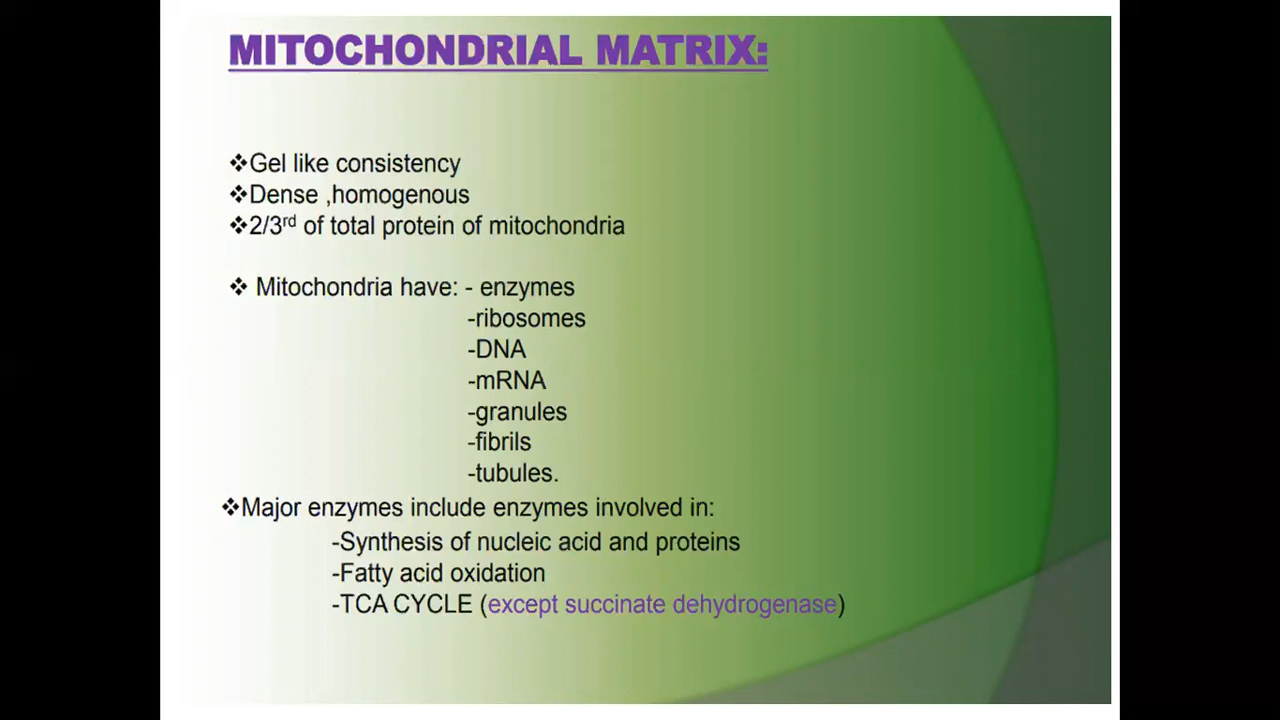 MITOCHONDRIAL MATRIX:
❖Gel like consistency
❖Dense ,homogenous
❖2/3rd of total protein of mitochondria
❖ Mitochondria have: - enzymes
-ribosomes
-DNA
-mRNA
-granules
-fibrils
-tubules.
❖Major enzymes include enzymes involved in:
-Synthesis of nucleic acid and proteins
-Fatty acid oxidation
-TCA CYCLE (except succinate dehydrogenase)